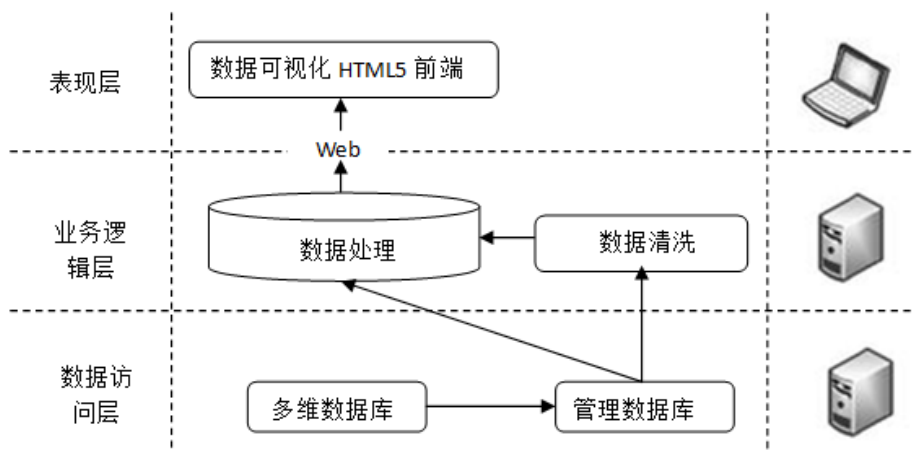 表现层
数据可视化 HTML5 前端
Web
业务逻
辑层
数据处理
数据清洗
数据访
问层
多维数据库
管理数据库